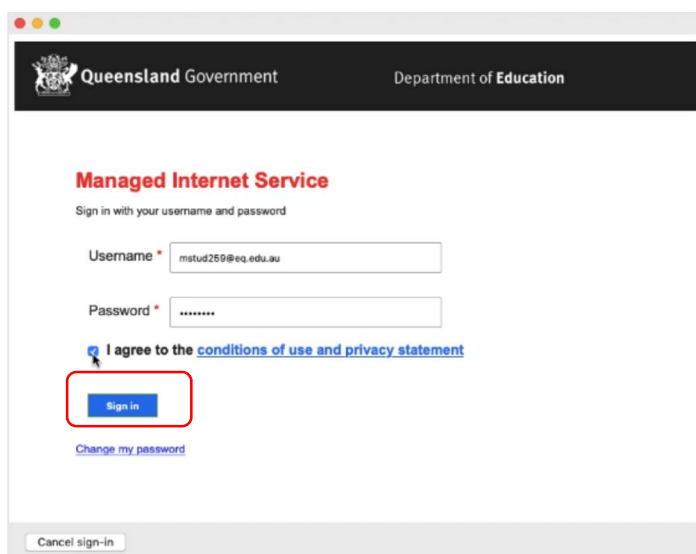 Queensland Government Department of Education
Managed Internet Service
Sign in with your username and password
Username * mstud259@eq.edu.au
Password * ••••••••
I agree to the conditions of use and privacy statement
Sign in
Change my password
Cancel sign-in